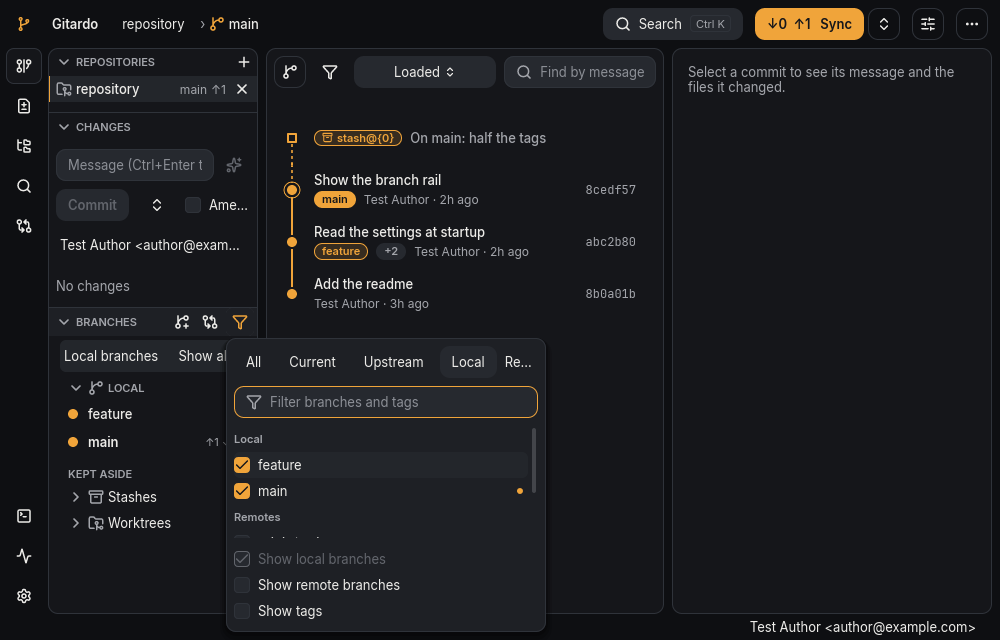 Gitardo repository › main Search Ctrl K ↓0 ↑1 Sync
REPOSITORIES
repository main ↑1
CHANGES
Message (Ctrl+Enter t
Commit Ame...
Test Author <author@exam...
No changes
BRANCHES
Local branches Show al
LOCAL
feature
main ↑1
KEPT ASIDE
Stashes
Worktrees
Loaded Find by message
stash@{0} On main: half the tags
Show the branch rail
main Test Author · 2h ago 8cedf57
Read the settings at startup
feature +2 Test Author · 2h ago abc2b80
Add the readme
Test Author · 3h ago 8b0a01b
All Current Upstream Local Re...
Filter branches and tags
Local
feature
main
Remotes
Show local branches
Show remote branches
Show tags
Select a commit to see its message and the
files it changed.
Test Author <author@example.com>